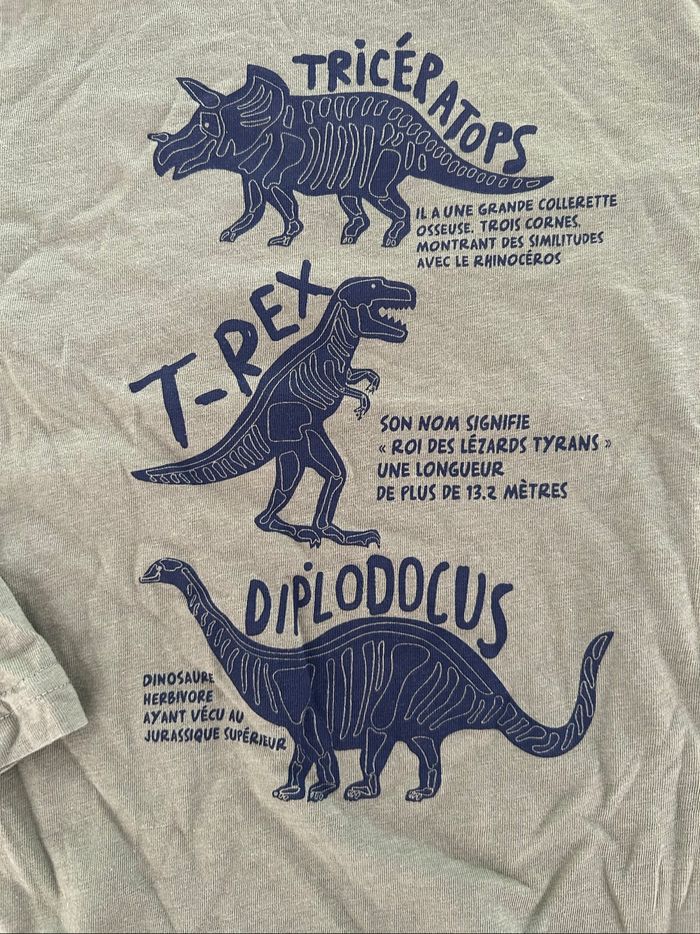 TRICÉRATOPS
IL A UNE GRANDE COLLERETTE
OSSEUSE. TROIS CORNES.
MONTRANT DES SIMILITUDES
AVEC LE RHINOCÉROS
T-REX
SON NOM SIGNIFIE
« ROI DES LÉZARDS TYRANS »
UNE LONGUEUR
DE PLUS DE 13.2 MÈTRES
DIPLODOCUS
DINOSAURE
HERBIVORE
AYANT VÉCU AU
JURASSIQUE SUPÉRIEUR